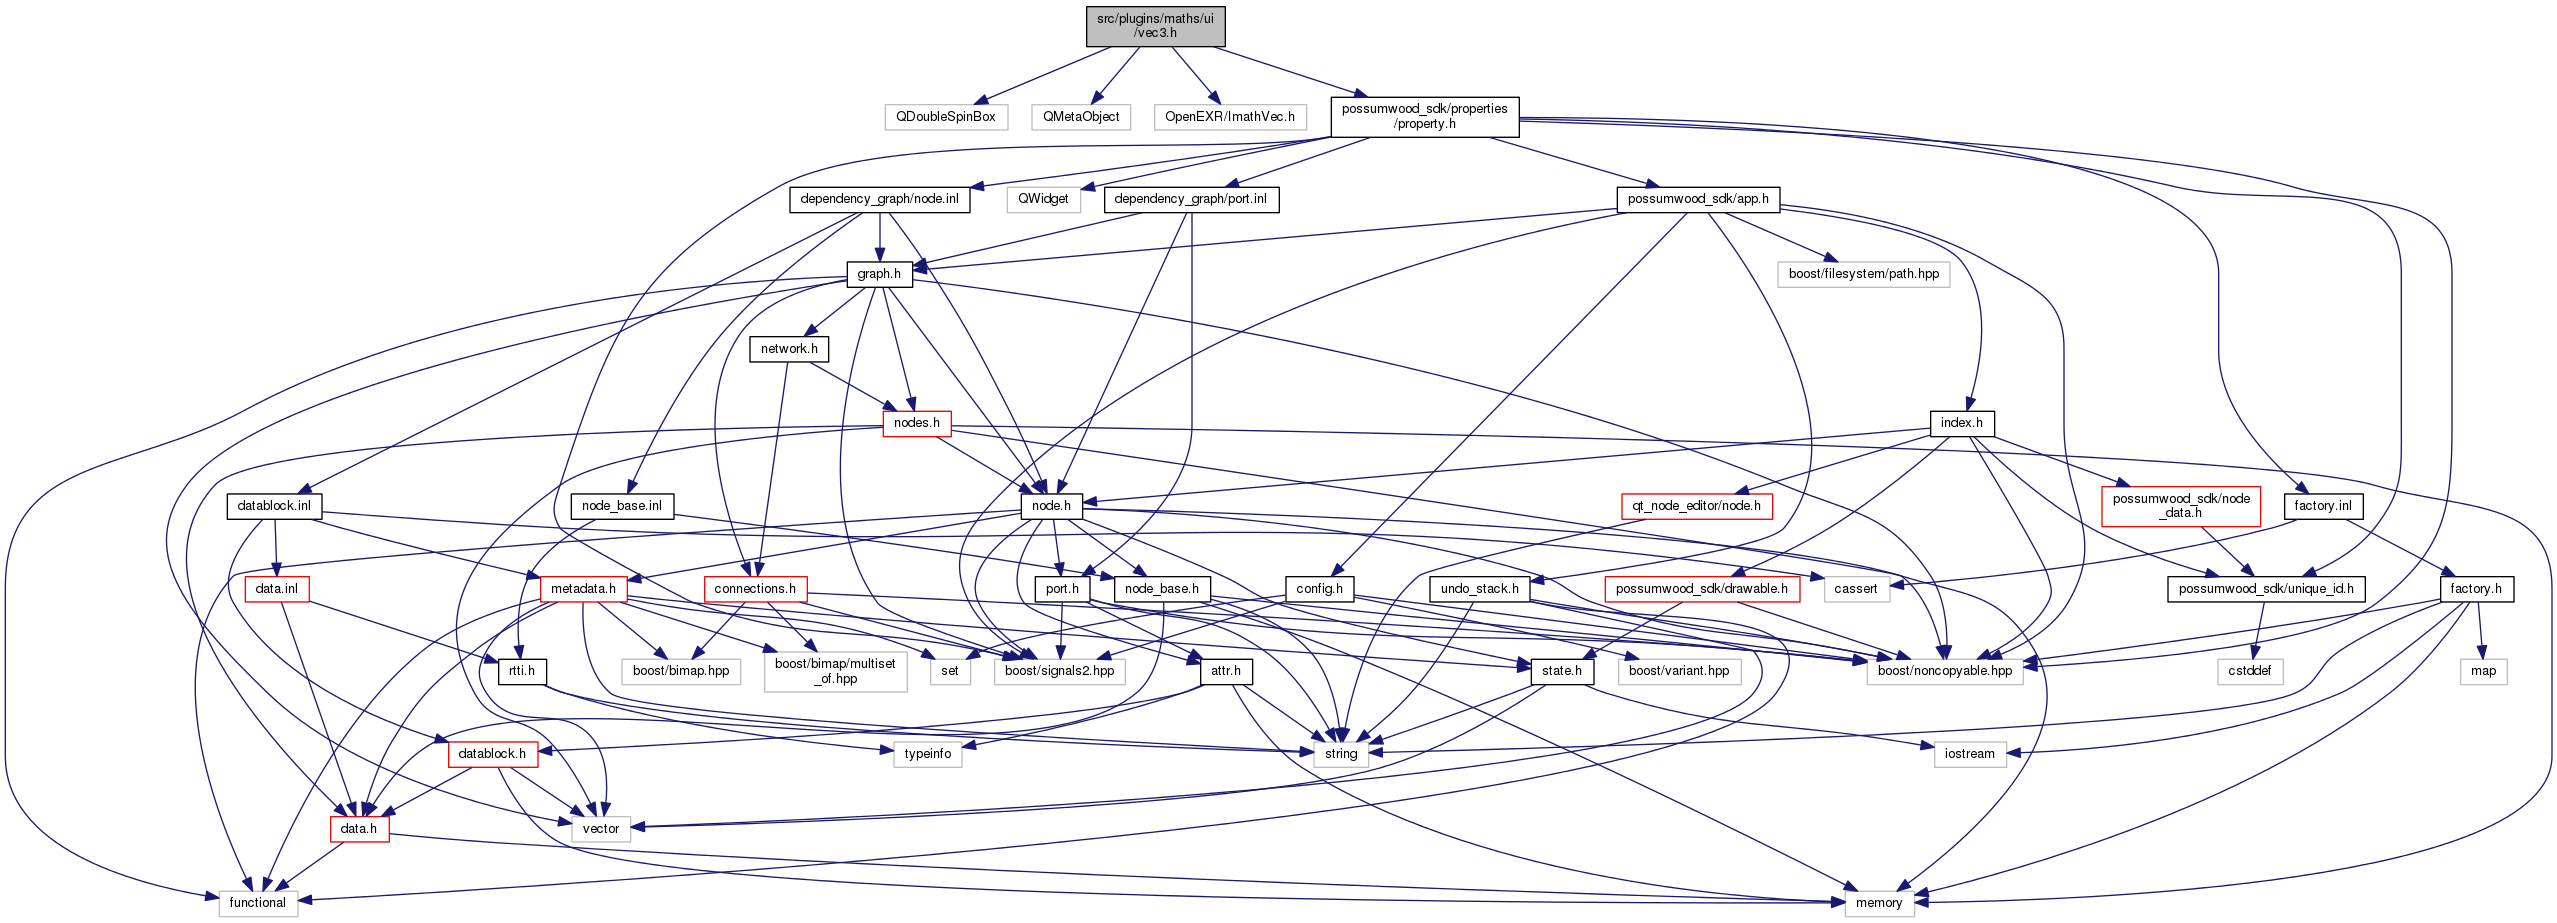 src/plugins/maths/ui
/vec3.h
QDoubleSpinBox
QMetaObject
OpenEXR/ImathVec.h
possumwood_sdk/properties
/property.h
dependency_graph/node.inl
QWidget
dependency_graph/port.inl
possumwood_sdk/app.h
graph.h
boost/filesystem/path.hpp
network.h
nodes.h
index.h
datablock.inl
node_base.inl
node.h
qt_node_editor/node.h
possumwood_sdk/node
_data.h
factory.inl
data.inl
metadata.h
connections.h
port.h
node_base.h
config.h
undo_stack.h
possumwood_sdk/drawable.h
cassert
possumwood_sdk/unique_id.h
factory.h
rtti.h
boost/bimap.hpp
boost/bimap/multiset
_of.hpp
set
boost/signals2.hpp
attr.h
state.h
boost/variant.hpp
boost/noncopyable.hpp
cstddef
map
datablock.h
typeinfo
string
iostream
data.h
vector
functional
memory